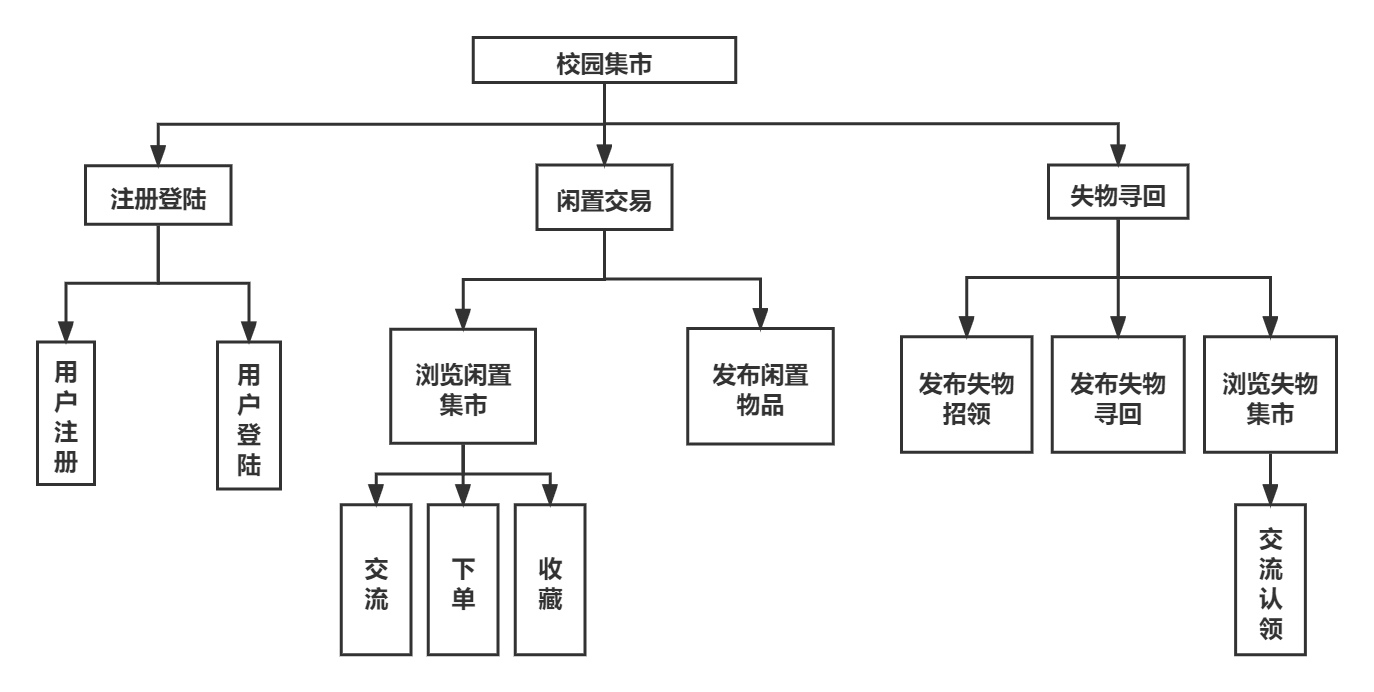 校园集市
注册登陆
闲置交易
失物寻回
用户注册
用户登陆
浏览闲置
集市
发布闲置
物品
发布失物
招领
发布失物
寻回
浏览失物
集市
交流
下单
收藏
交流认领